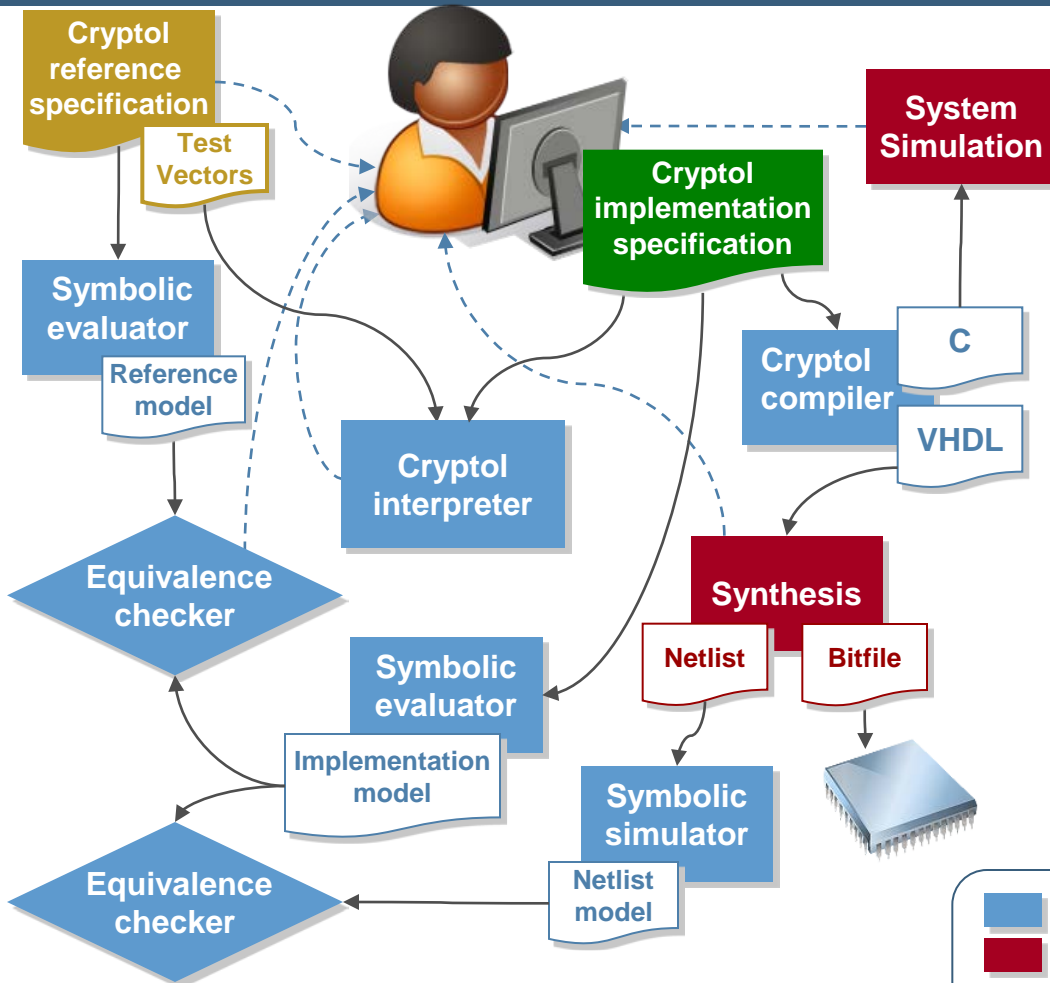 Cryptol
reference
specification
Test
Vectors
System
Simulation
Cryptol
implementation
specification
Symbolic
evaluator
Reference
model
C
Cryptol
compiler
VHDL
Cryptol
interpreter
Equivalence
checker
Synthesis
Netlist
Bitfile
Symbolic
evaluator
Implementation
model
Symbolic
simulator
Equivalence
checker
Netlist
model